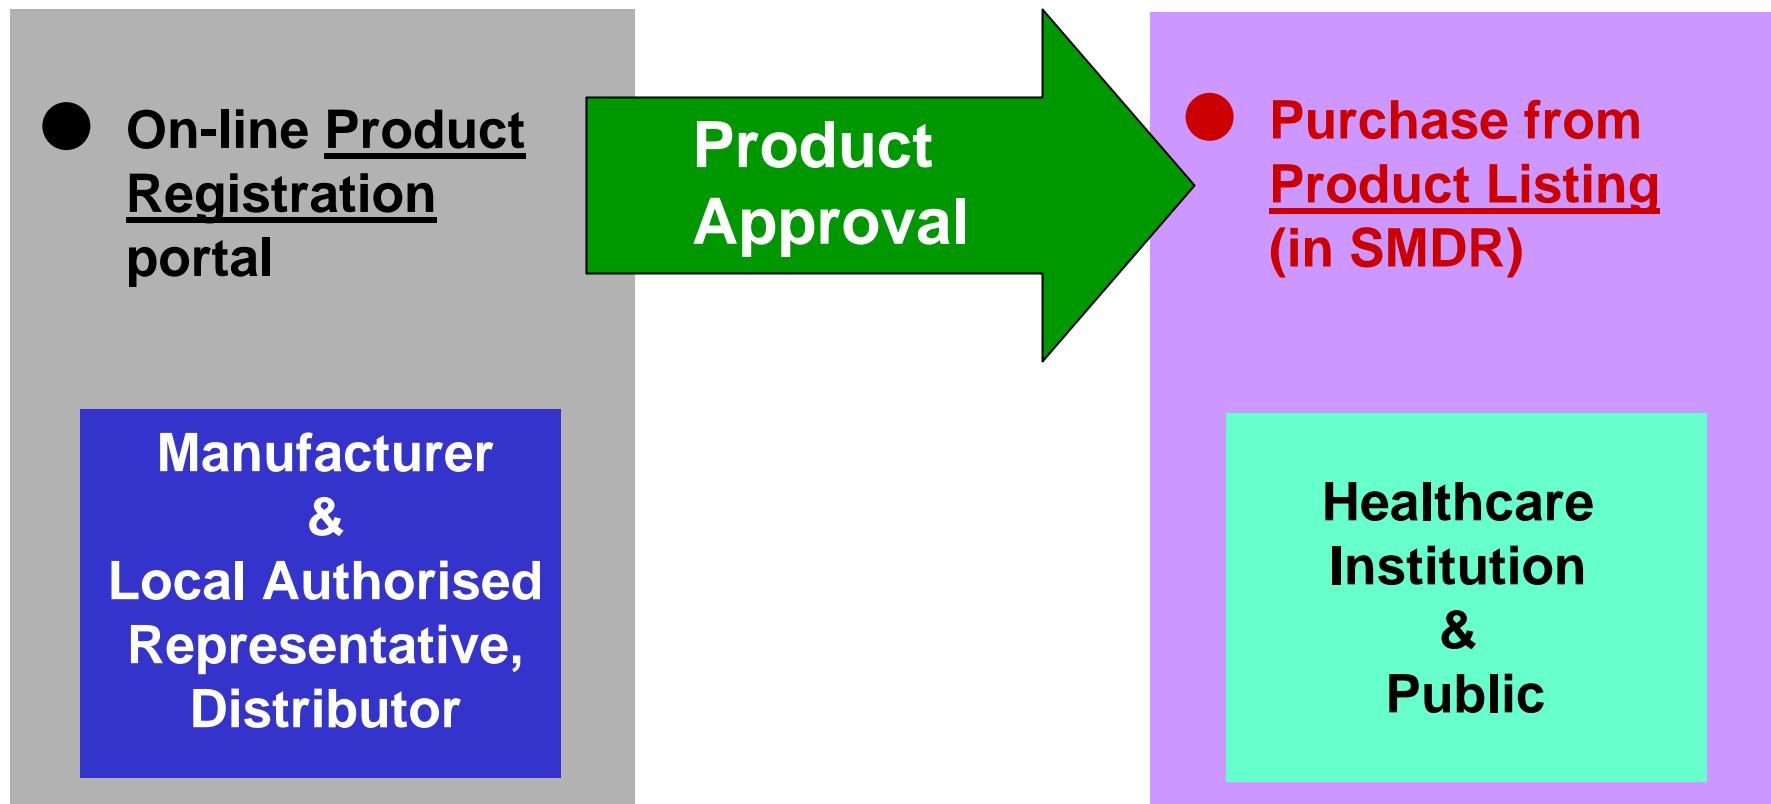 ● On-line Product
Registration
portal
Manufacturer
&
Local Authorised
Representative,
Distributor
Product
Approval
● Purchase from
Product Listing
(in SMDR)
Healthcare
Institution
&
Public